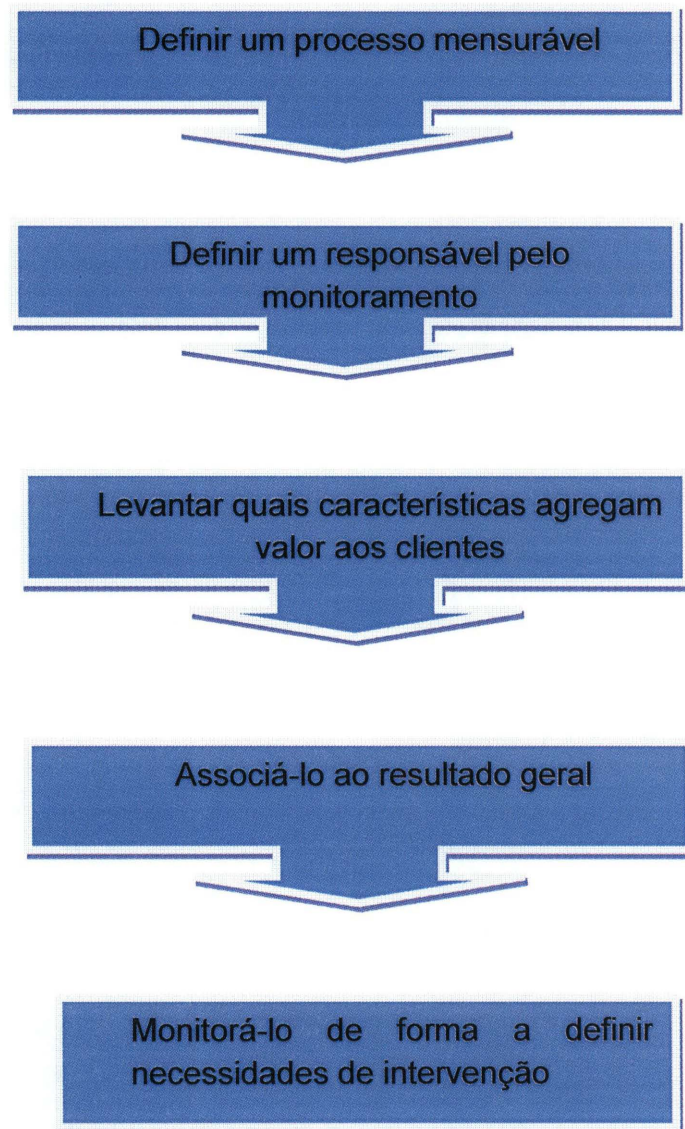 Definir um processo mensurável
Definir um responsável pelo
monitoramento
Levantar quais características agregam
valor aos clientes
Associá-lo ao resultado geral
Monitorá-lo de forma a definir
necessidades de intervenção